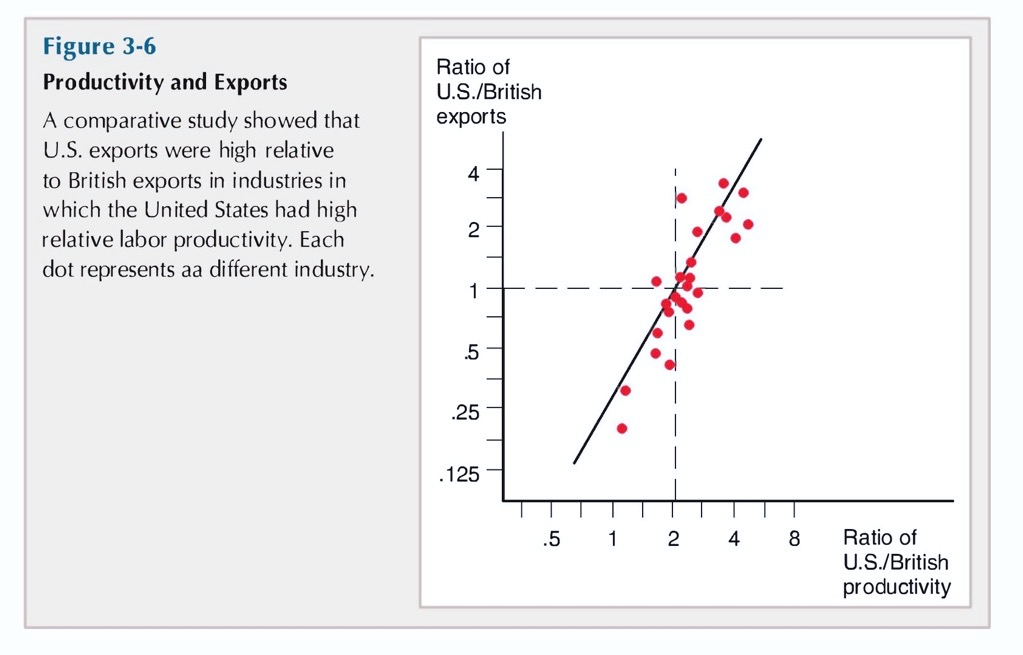 Figure 3-6
Productivity and Exports
A comparative study showed that
U.S. exports were high relative
to British exports in industries in
which the United States had high
relative labor productivity. Each
dot represents aa different industry.
Ratio of
U.S./British
exports
4
2
1
.5
.25
.125
.5 1 2 4 8
Ratio of
U.S./British
productivity